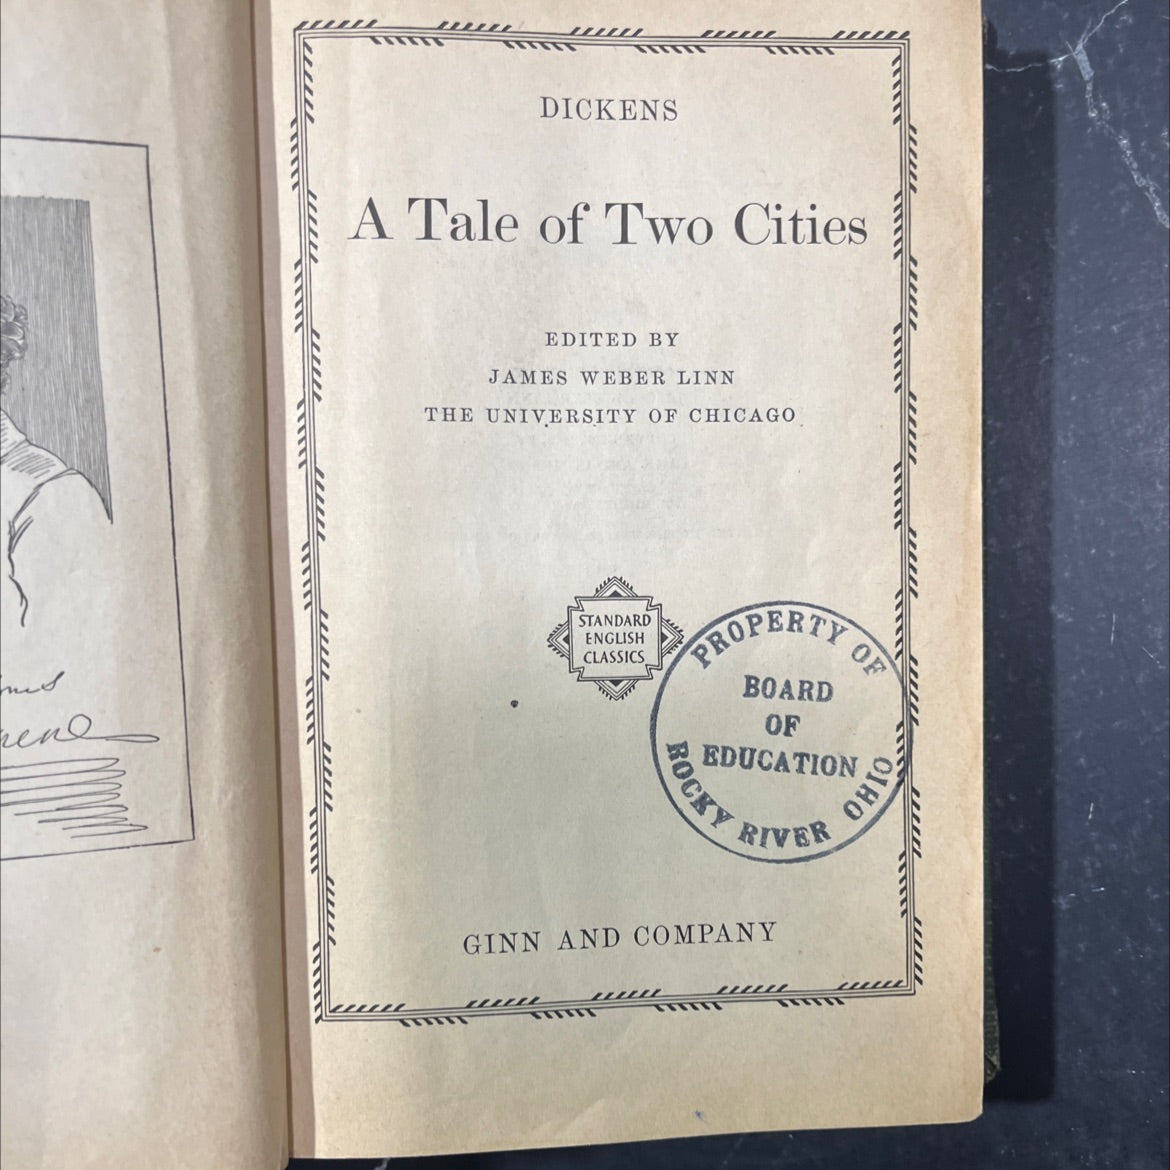 DICKENS
A Tale of Two Cities
EDITED BY
JAMES WEBER LINN
THE UNIVERSITY OF CHICAGO
STANDARD
ENGLISH
CLASSICS
PROPERTY OF
BOARD
OF
EDUCATION
ROCKY RIVER OHIO
GINN AND COMPANY